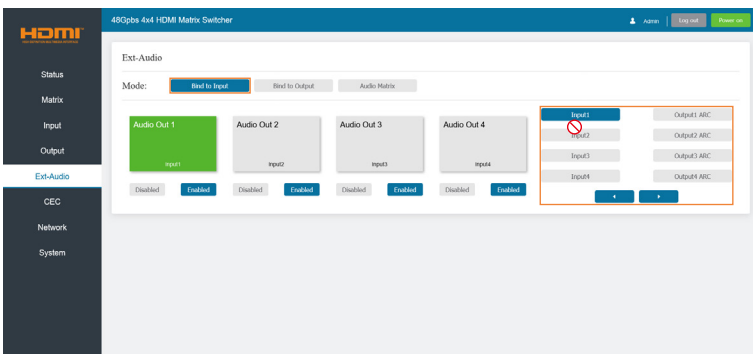 48Gpbs 4x4 HDMI Matrix Switcher
Admin
Log out
Power on
HDMI
Status
Matrix
Input
Output
Ext-Audio
CEC
Network
System
Ext-Audio
Mode:
Bind to Input
Bind to Output
Audio Matrix
Audio Out 1
input1
Audio Out 2
input2
Audio Out 3
input3
Audio Out 4
input4
Disabled
Enabled
Disabled
Enabled
Disabled
Enabled
Disabled
Enabled
Input1
Output1 ARC
Input2
Output2 ARC
Input3
Output3 ARC
Input4
Output4 ARC